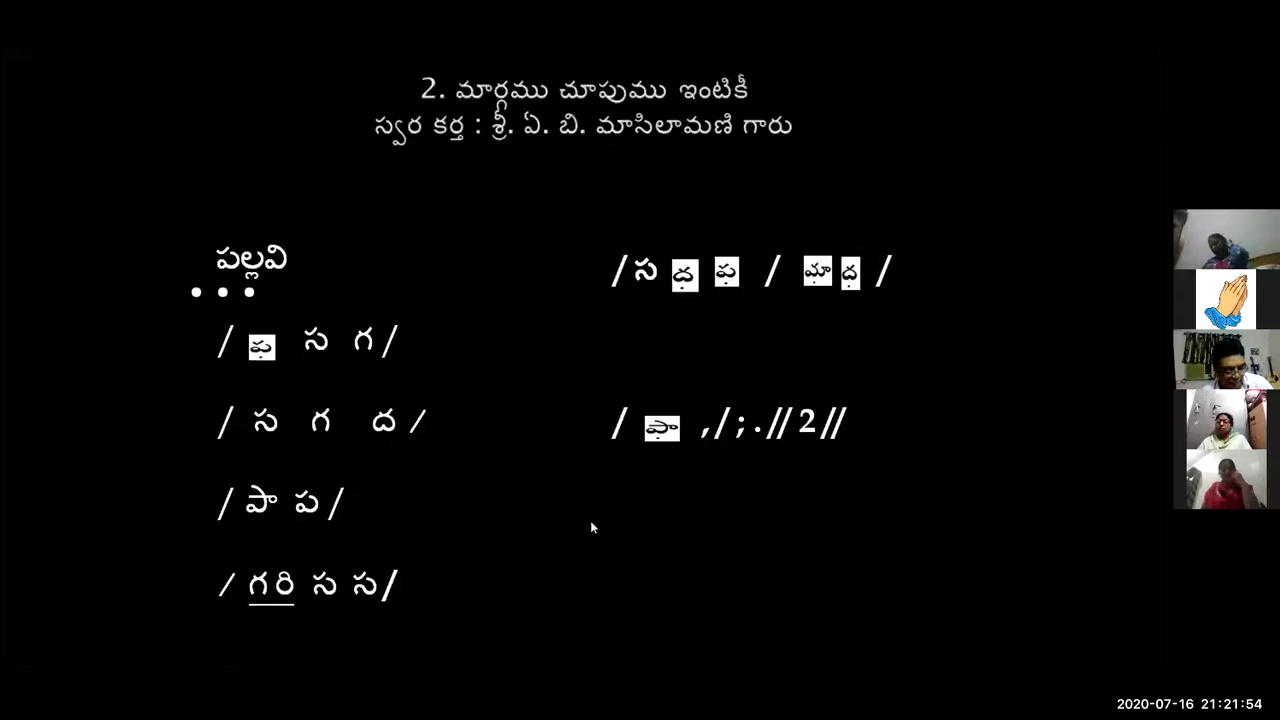 2. మార్గము చూపుము ఇంటికీ
స్వర కర్త : శ్రీ. ఏ. బి. మాసిలామణి గారు
పల్లవి
• • •
/ ప̣ స గ /
/ స గ ద /
/ పా ప /
/ గరి స స/
/ స ద̣ ప̣ / మా̣ ద̣ /
/ పా̣ , / ; . // 2 //
2020-07-16 21:21:54